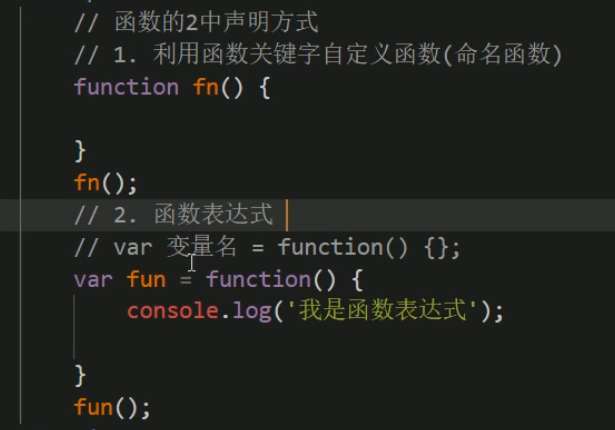 // 函数的2中声明方式
// 1. 利用函数关键字自定义函数(命名函数)
function fn() {
}
fn();
// 2. 函数表达式
// var 变量名 = function() {};
var fun = function() {
console.log('我是函数表达式');
}
fun();